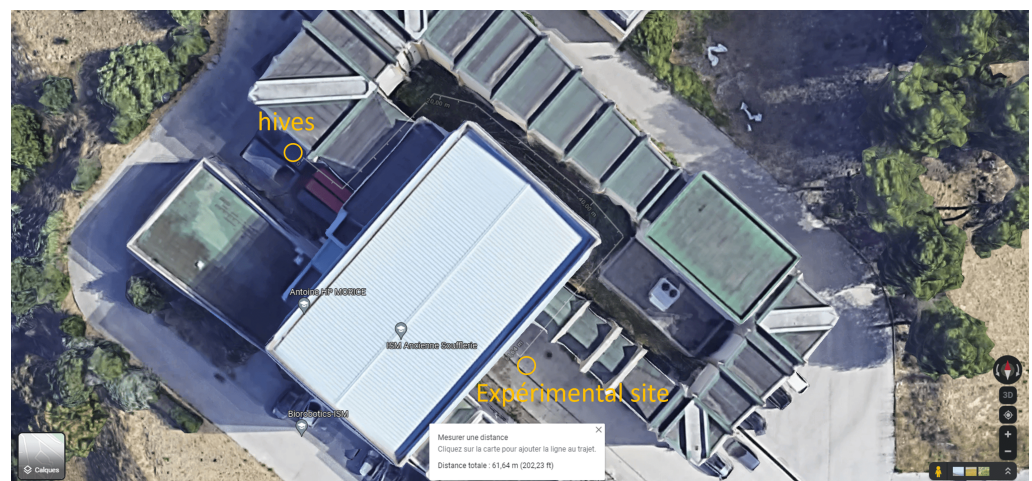 hives
Antoine HP MORICE
ISM Ancienne Soufflerie
Expérimental site
Biorobotics-ISM
Mesurer une distance
Cliquez sur la carte pour ajouter la ligne au trajet.
Distance totale : 61,64 m (202,23 ft)
3D
Calques